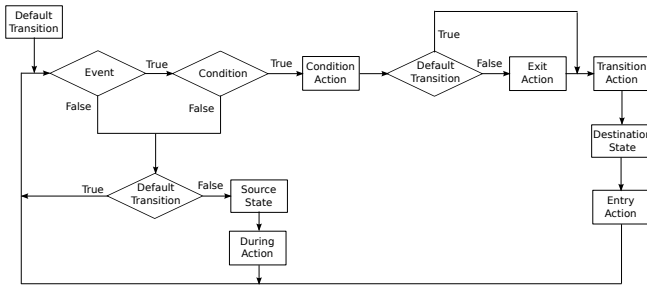 Default
Transition
Event
True
Condition
True
Condition
Action
True
Default
Transition
False
Exit
Action
Transition
Action
False
False
Destination
State
True
Default
Transition
False
Source
State
Entry
Action
During
Action